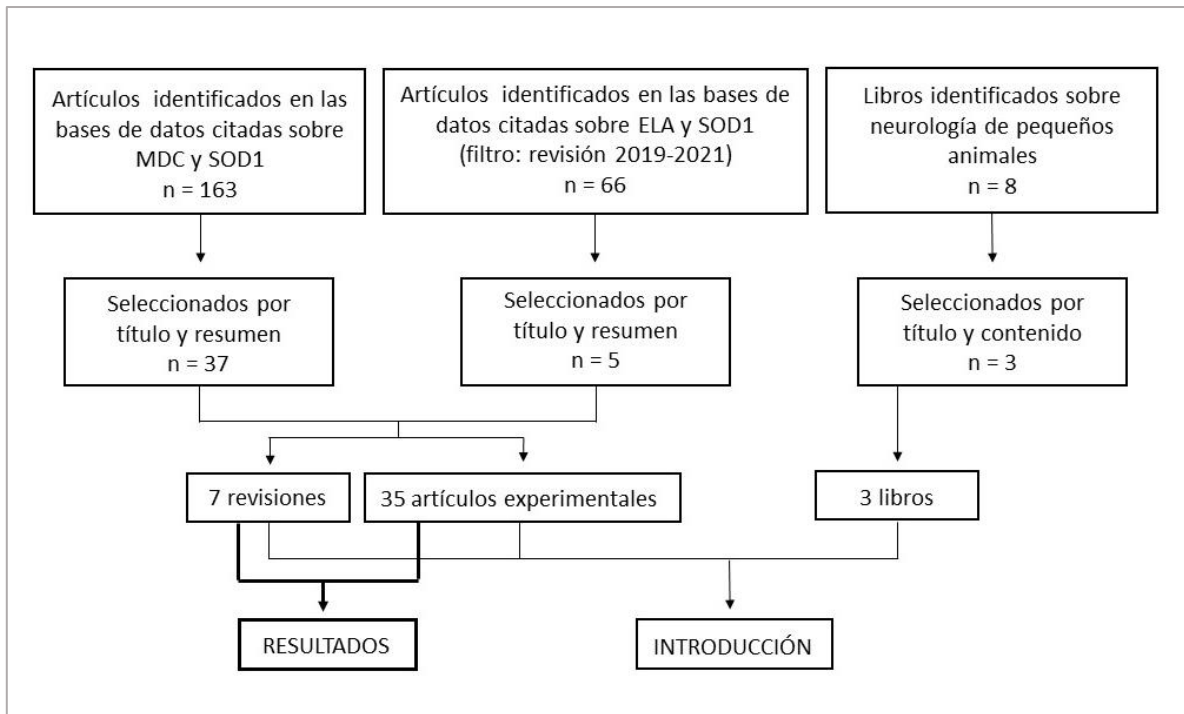 Artículos identificados en las
bases de datos citadas sobre
MDC y SOD1
n = 163
Artículos identificados en las bases de
datos citadas sobre ELA y SOD1
(filtro: revisión 2019-2021)
n = 66
Libros identificados sobre
neurología de pequeños
animales
n = 8
Seleccionados por
título y resumen
n = 37
Seleccionados por
título y resumen
n = 5
Seleccionados por
título y contenido
n = 3
7 revisiones
35 artículos experimentales
3 libros
RESULTADOS
INTRODUCCIÓN